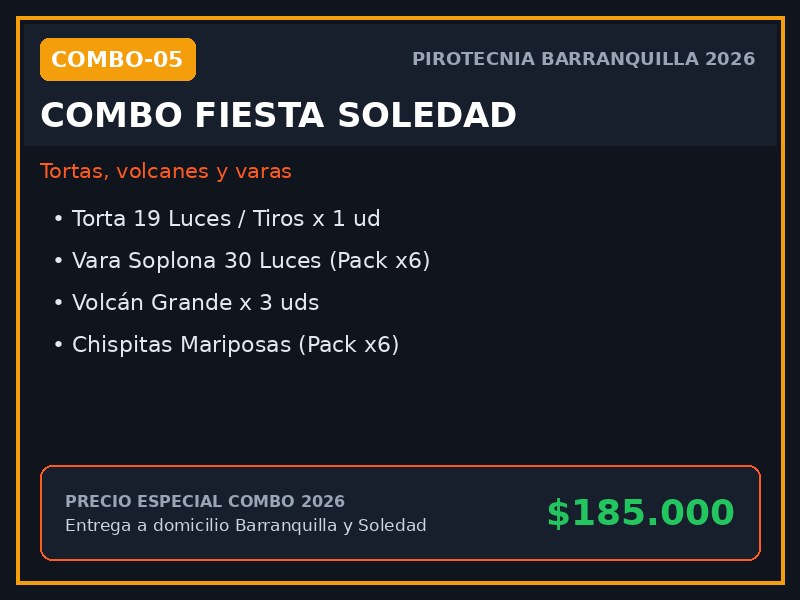 COMBO-05
PIROTECNIA BARRANQUILLA 2026
COMBO FIESTA SOLEDAD
Tortas, volcanes y varas
• Torta 19 Luces / Tiros x 1 ud
• Vara Soplona 30 Luces (Pack x6)
• Volcán Grande x 3 uds
• Chispitas Mariposas (Pack x6)
PRECIO ESPECIAL COMBO 2026
Entrega a domicilio Barranquilla y Soledad
$185.000